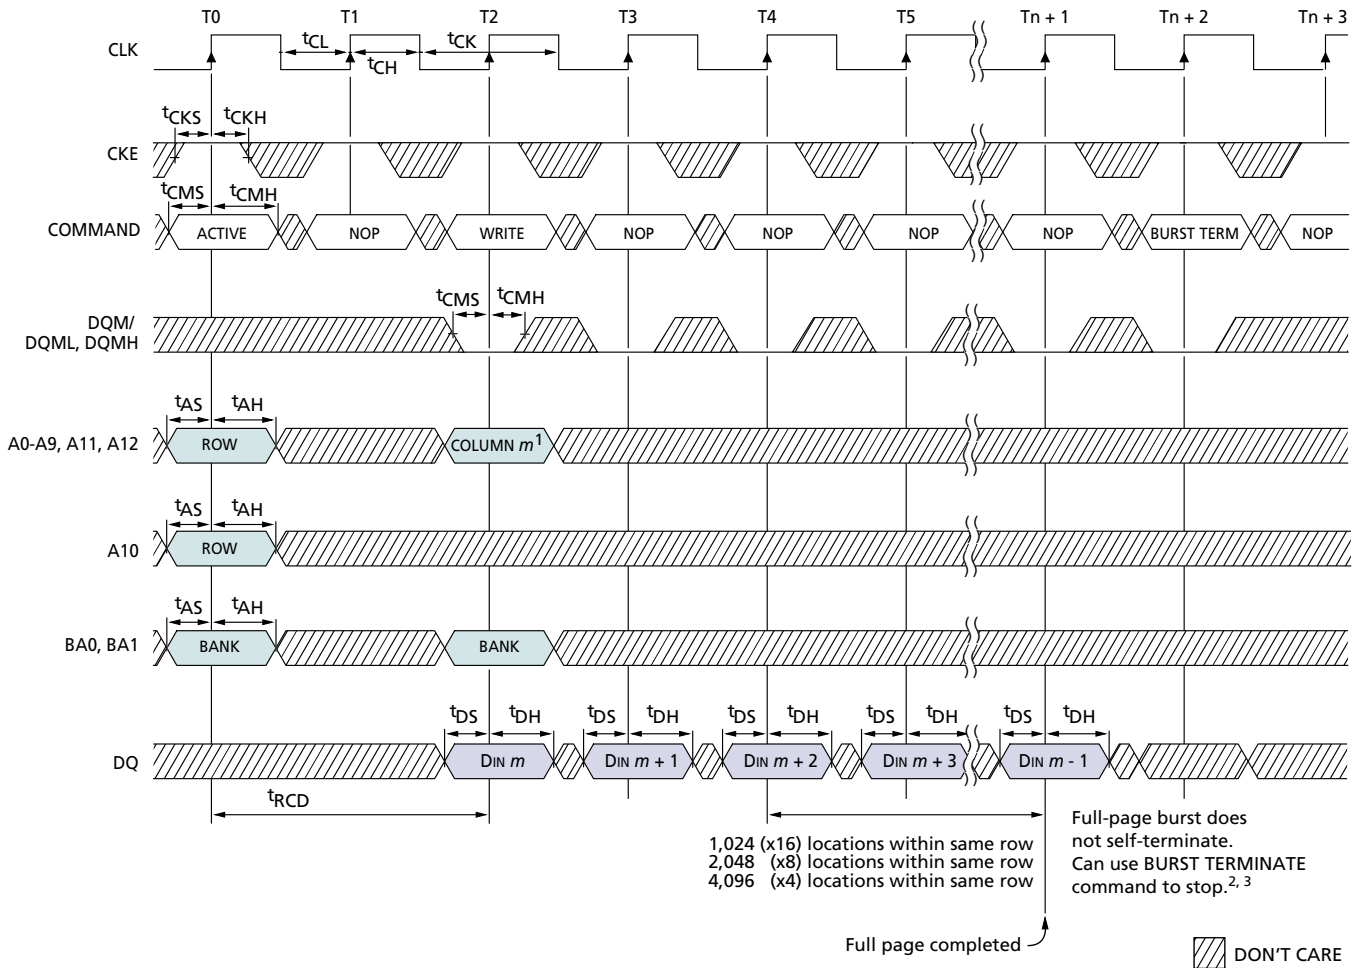 T0 T1 T2 T3 T4 T5 Tn + 1 Tn + 2 Tn + 3
CLK tCL tCH tCK
tCKS tCKH
CKE
tCMS tCMH
COMMAND ACTIVE NOP WRITE NOP NOP NOP NOP BURST TERM NOP
tCMS tCMH
DQM/
DQML, DQMH
tAS tAH
A0-A9, A11, A12 ROW COLUMN m1
tAS tAH
A10 ROW
tAS tAH
BA0, BA1 BANK BANK
tDS tDH tDS tDH tDS tDH tDS tDH tDS tDH
DQ DIN m DIN m + 1 DIN m + 2 DIN m + 3 DIN m - 1
tRCD
1,024 (x16) locations within same row
2,048 (x8) locations within same row
4,096 (x4) locations within same row
Full-page burst does
not self-terminate.
Can use BURST TERMINATE
command to stop.2, 3
Full page completed
DON'T CARE